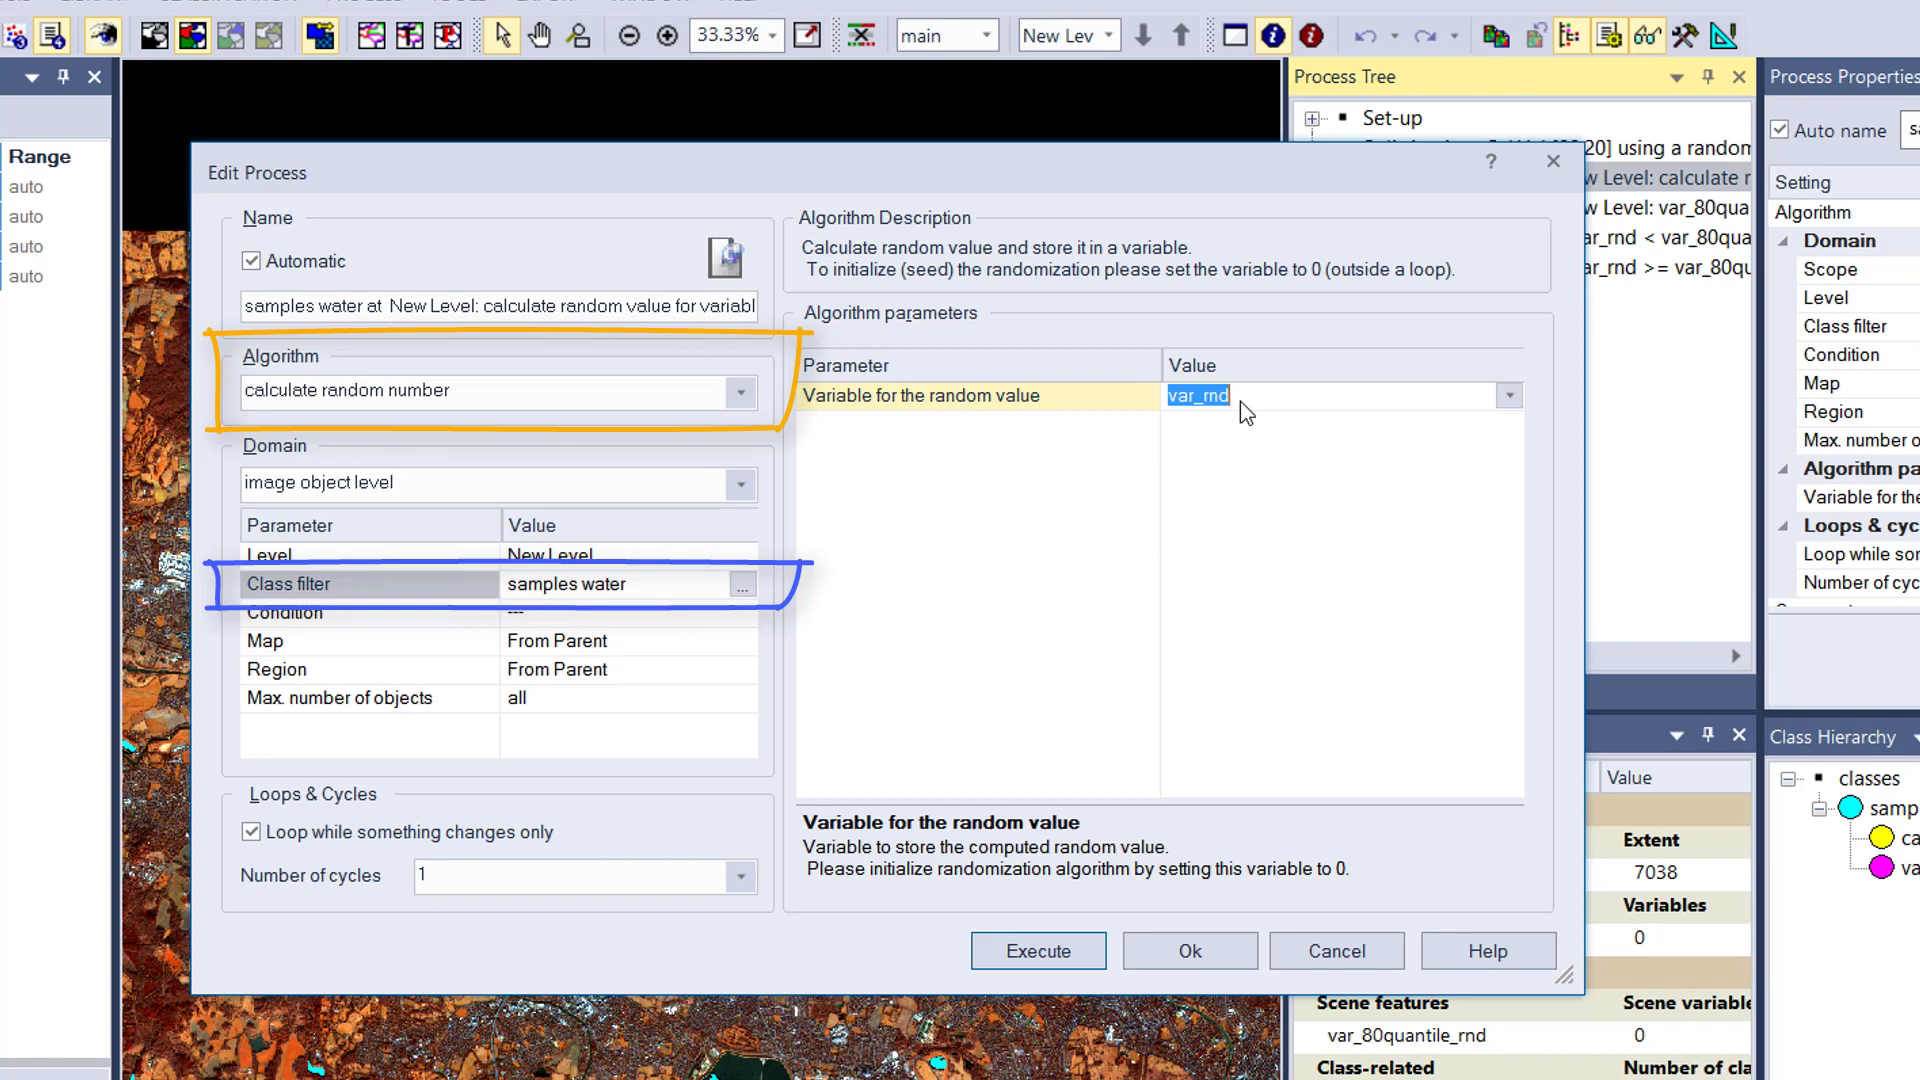 33.33%
main
New Lev
Process Tree
Process Properties
Set-up
Auto name
Range
auto
auto
auto
auto
20] using a random
w Level: calculate r
w Level: var_80qua
ar_rnd < var_80qua
ar_rnd >= var_80qu
Setting
Algorithm
Domain
Scope
Level
Class filter
Condition
Map
Region
Max. number o
Algorithm pa
Variable for the
Loops & cyc
Loop while son
Number of cyc
Edit Process
?
Name
Automatic
samples water at  New Level: calculate random value for variabl
Algorithm
calculate random number
Domain
image object level
Parameter
Value
Level
New Level
Class filter
samples water
...
Condition
---
Map
From Parent
Region
From Parent
Max. number of objects
all
Loops & Cycles
Loop while something changes only
Number of cycles
1
Algorithm Description
Calculate random value and store it in a variable.
To initialize (seed) the randomization please set the variable to 0 (outside a loop).
Algorithm parameters
Parameter
Value
Variable for the random value
var_rnd
Variable for the random value
Variable to store the computed random value.
Please initialize randomization algorithm by setting this variable to 0.
Execute
Ok
Cancel
Help
Value
Extent
7038
Variables
0
Scene features
Scene variable
var_80quantile_rnd
0
Class-related
Number of cla
Class Hierarchy
classes
samp
ca
va